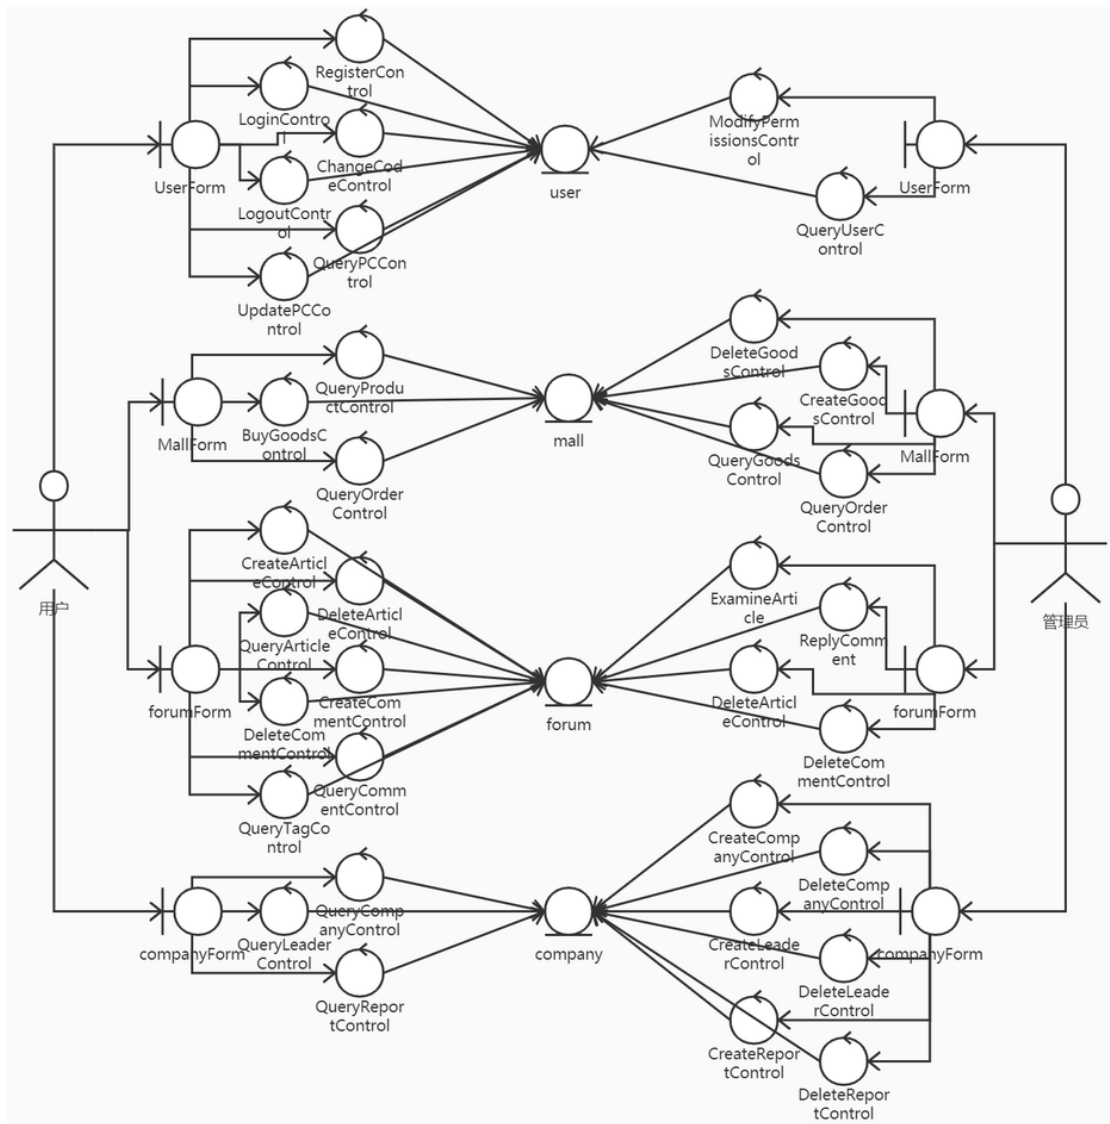 RegisterCon
trol
LoginContro
l
ChangeCod
eControl
UserForm
LogoutContr
ol
QueryPCCon
trol
UpdatePCCo
ntrol
user
ModifyPerm
issionsContr
ol
UserForm
QueryUserC
ontrol
QueryProdu
ctControl
MallForm
BuyGoodsC
ontrol
QueryOrder
Control
mall
DeleteGood
sControl
CreateGood
sControl
MallForm
QueryGoods
Control
QueryOrder
Control
用户
管理员
CreateArticl
eControl
DeleteArticl
eControl
QueryArticle
Control
forumForm
CreateCom
mentControl
DeleteCom
mentControl
QueryComm
entControl
QueryTagCo
ntrol
forum
ExamineArti
cle
ReplyComm
ent
DeleteArticl
eControl
forumForm
DeleteCom
mentControl
QueryComp
anyControl
companyForm
QueryLeader
Control
QueryRepor
tControl
company
CreateComp
anyControl
DeleteComp
anyControl
CreateLeade
rControl
companyForm
DeleteLeade
rControl
CreateRepor
tControl
DeleteRepor
tControl